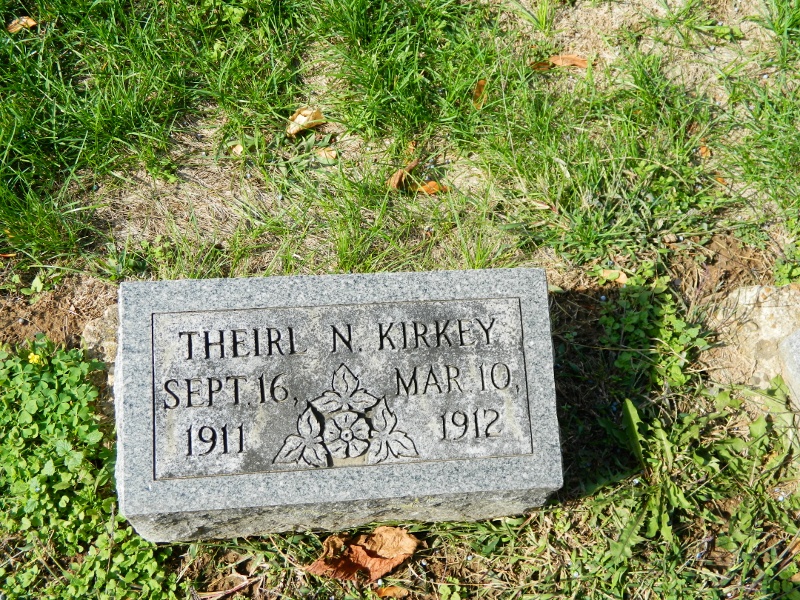 THEIRL N. KIRKEY
SEPT. 16, MAR. 10,
1911 1912